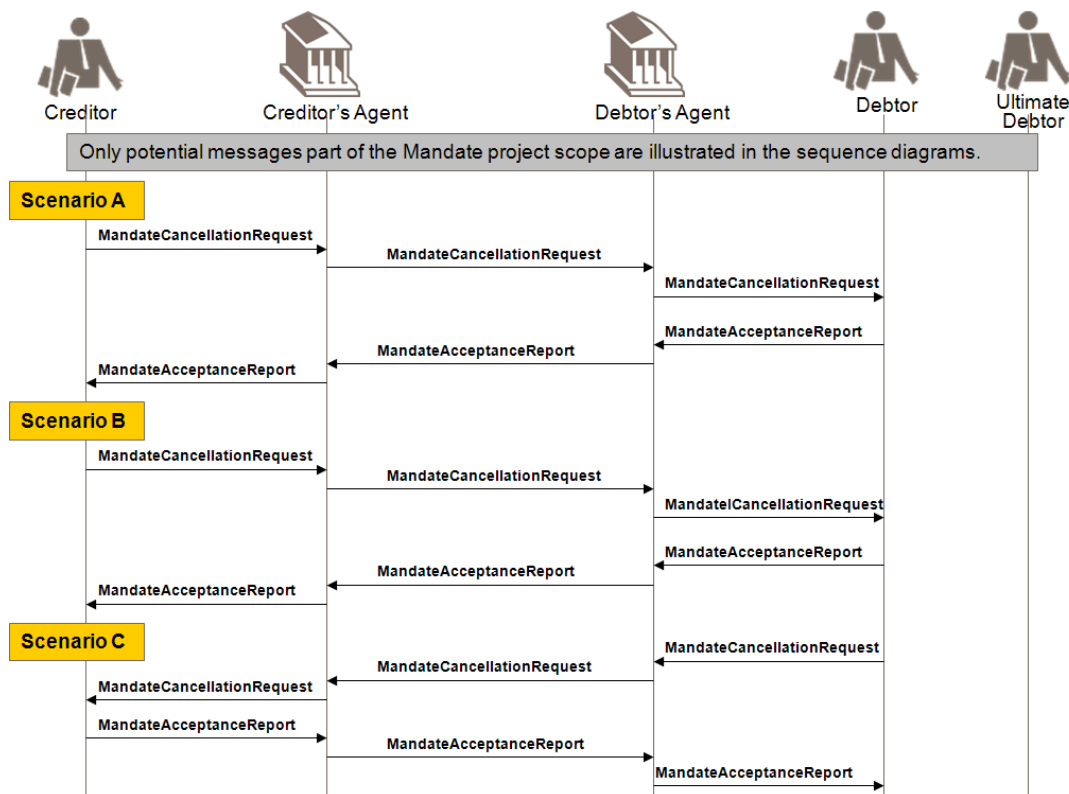 Creditor
Creditor's Agent
Debtor's Agent
Debtor
Ultimate
Debtor
Only potential messages part of the Mandate project scope are illustrated in the sequence diagrams.
Scenario A
MandateCancellationRequest
MandateCancellationRequest
MandateCancellationRequest
MandateAcceptanceReport
MandateAcceptanceReport
MandateAcceptanceReport
Scenario B
MandateCancellationRequest
MandateCancellationRequest
MandatelCancellationRequest
MandateAcceptanceReport
MandateAcceptanceReport
MandateAcceptanceReport
Scenario C
MandateCancellationRequest
MandateCancellationRequest
MandateCancellationRequest
MandateAcceptanceReport
MandateAcceptanceReport
MandateAcceptanceReport